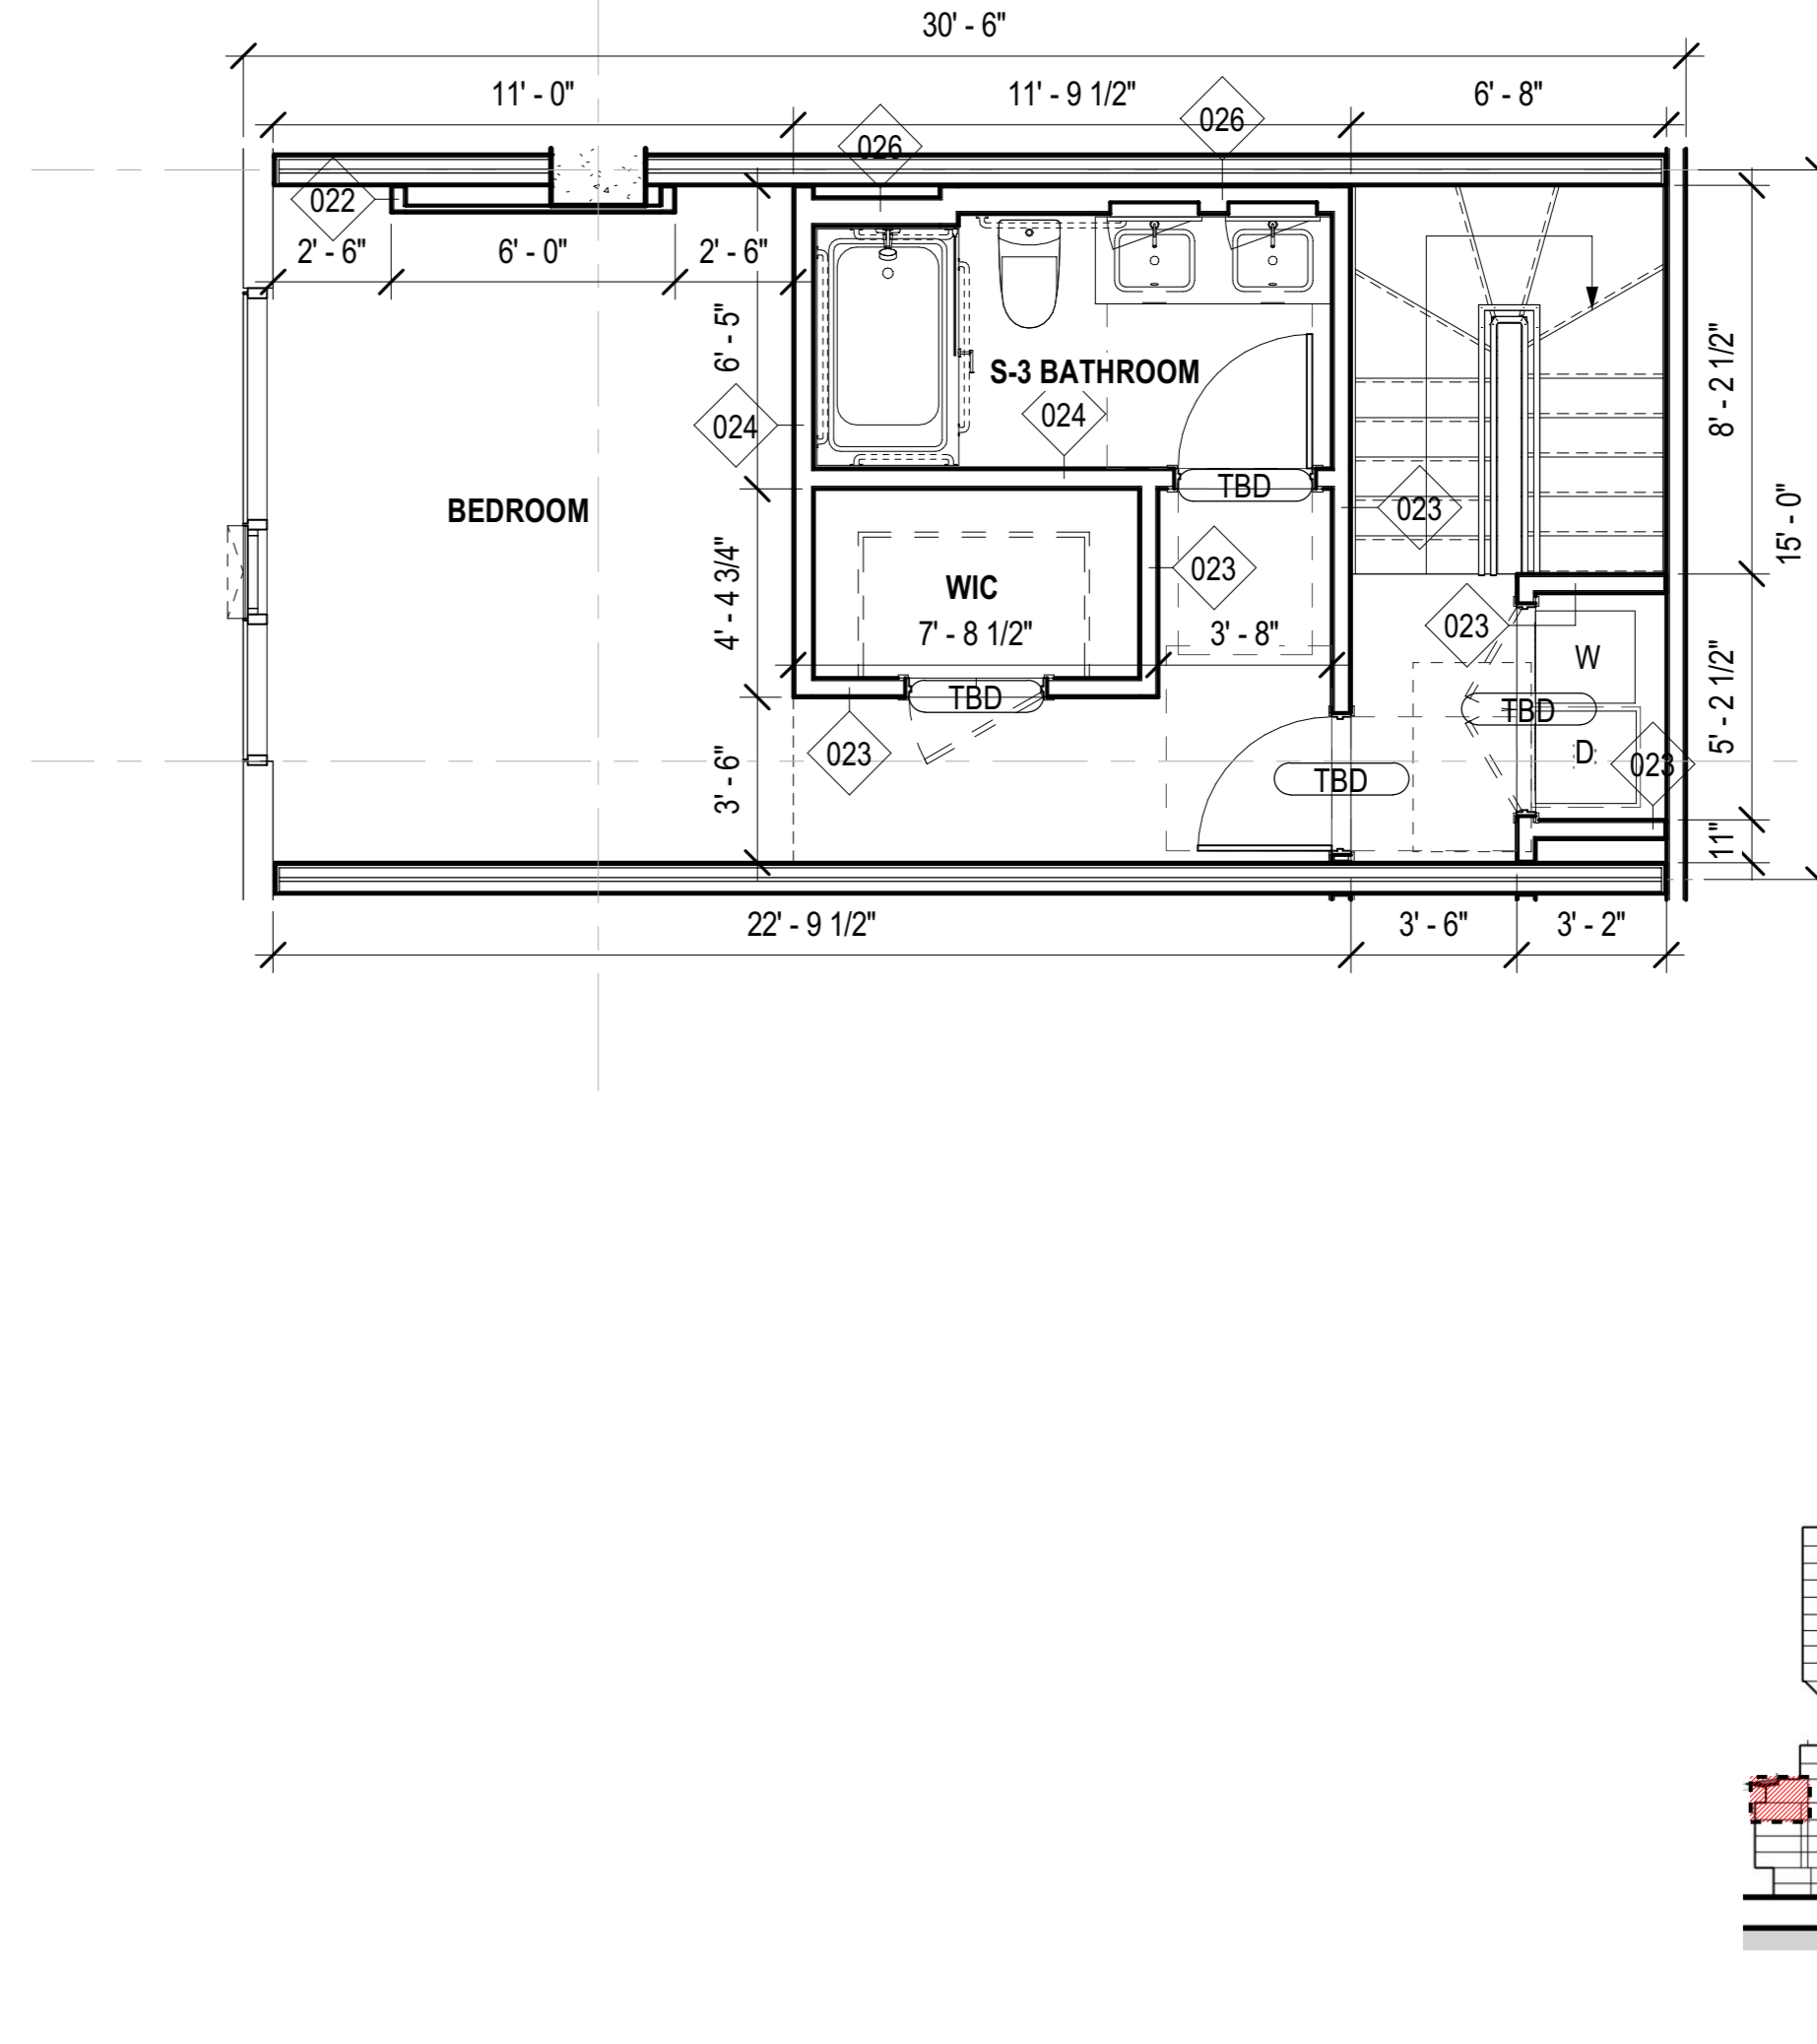 30' - 6"
11' - 0"
11' - 9 1/2"
6' - 8"
026
026
022
2' - 6"
6' - 0"
2' - 6"
6' - 5"
S-3 BATHROOM
024
024
8' - 2 1/2"
15' - 0"
BEDROOM
TBD
023
4' - 4 3/4"
WIC
023
7' - 8 1/2"
3' - 8"
023
W
TBD
TBD
5' - 2 1/2"
023
3' - 6"
TBD
D
023
11"
22' - 9 1/2"
3' - 6"
3' - 2"